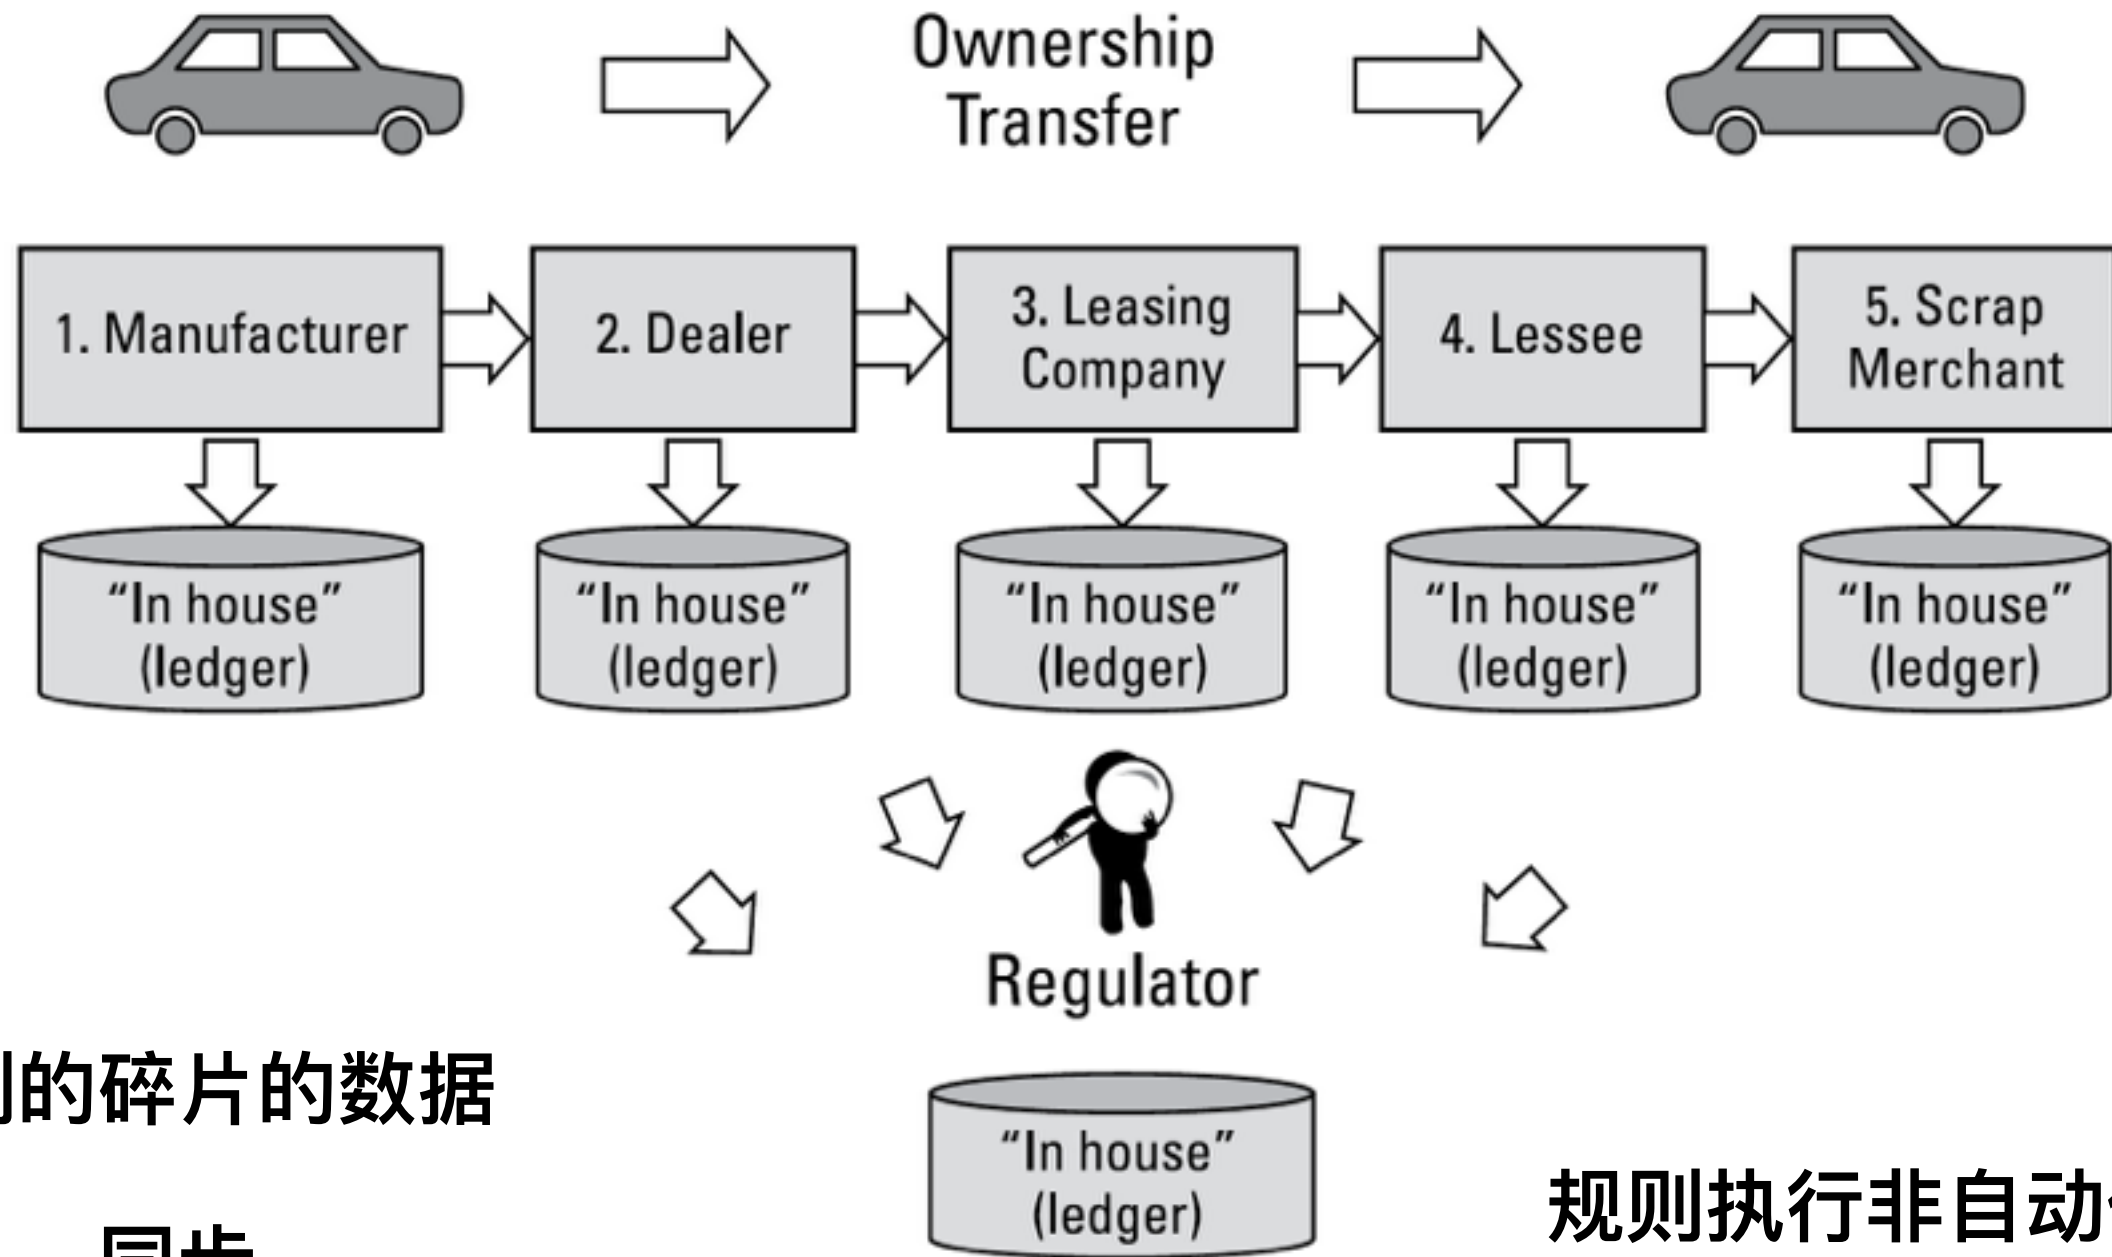 Ownership
Transfer
1. Manufacturer
2. Dealer
3. Leasing
Company
4. Lessee
5. Scrap
Merchant
“In house”
(ledger)
“In house”
(ledger)
“In house”
(ledger)
“In house”
(ledger)
“In house”
(ledger)
Regulator
的碎片的数据
“In house”
(ledger)
规则执行非自动
同步